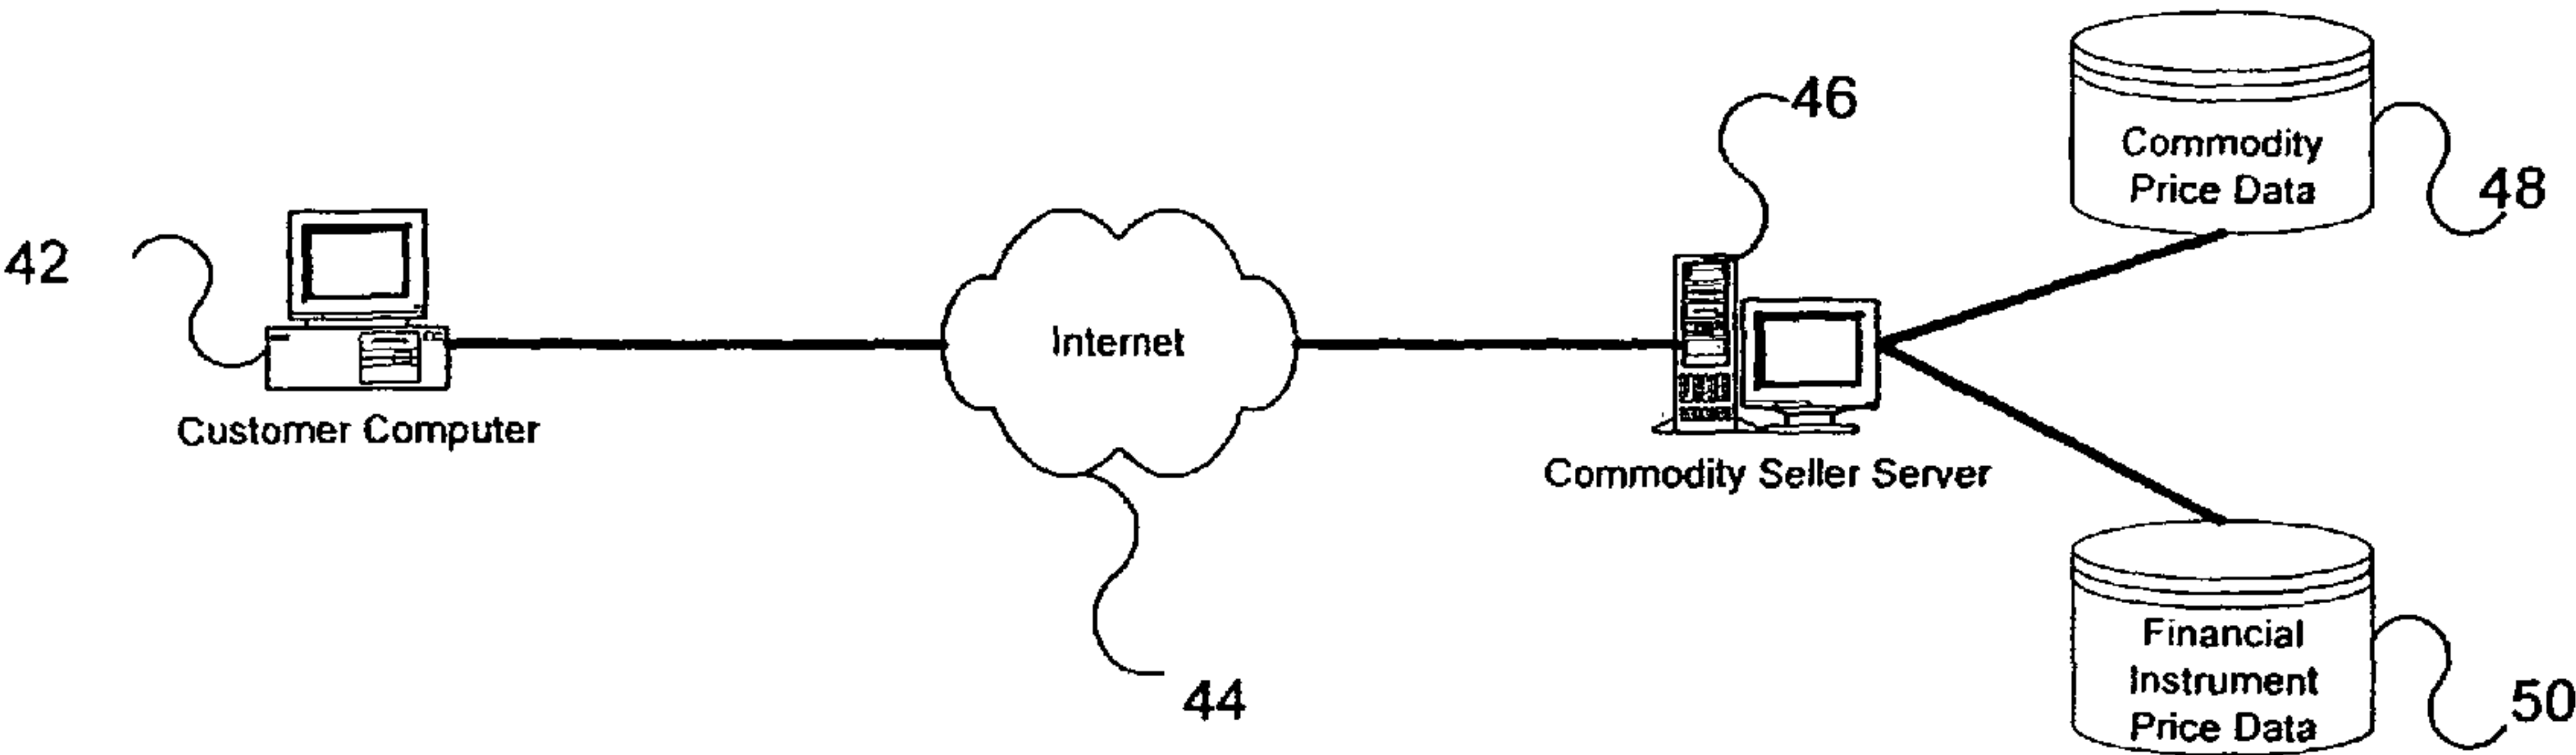 42
Customer Computer
Internet
44
46
Commodity Seller Server
Commodity
Price Data
48
Financial
Instrument
Price Data
50